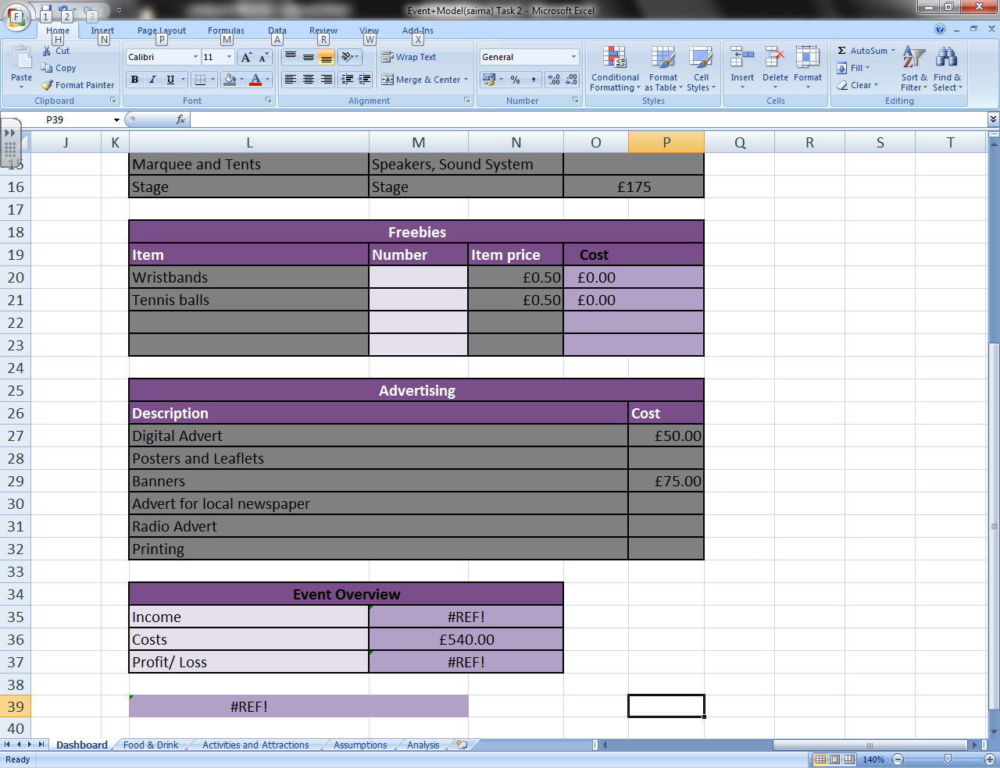 Event+Model(saima) Task 2 - Microsoft Excel
F 1 2 3
Home Insert Page Layout Formulas Data Review View Add-Ins
H N P M A R W X
Paste
Cut
Copy
Format Painter
Clipboard
Calibri 11 A A
B I U A
Font
Wrap Text
Merge & Center
Alignment
General
% , .00 .00
Number
Conditional Formatting
Format as Table
Cell Styles
Styles
Insert Delete Format
Cells
Σ AutoSum
Fill
Clear
Sort & Filter
Find & Select
Editing
P39 fx
J K L M N O P Q R S T
15 Marquee and Tents Speakers, Sound System
16 Stage Stage £175
17
18 Freebies
19 Item Number Item price Cost
20 Wristbands £0.50 £0.00
21 Tennis balls £0.50 £0.00
22
23
24
25 Advertising
26 Description Cost
27 Digital Advert £50.00
28 Posters and Leaflets
29 Banners £75.00
30 Advert for local newspaper
31 Radio Advert
32 Printing
33
34 Event Overview
35 Income #REF!
36 Costs £540.00
37 Profit/ Loss #REF!
38
39 #REF!
40
Dashboard Food & Drink Activities and Attractions Assumptions Analysis
Ready 140%